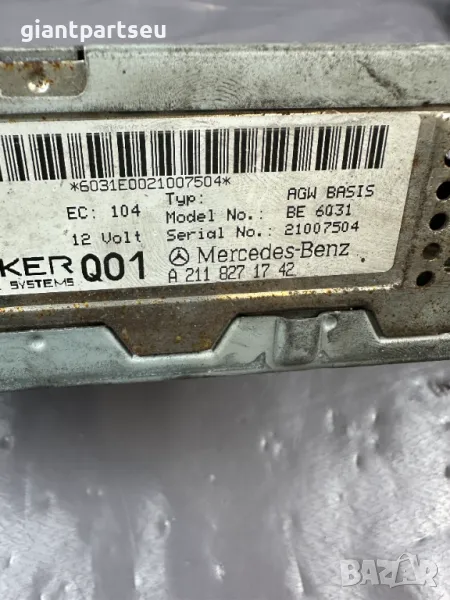 giantpartseu
*6031E0021007504*
EC: 104
Typ: AGW BASIS
Model No.: BE 6031
12 Volt
Serial No.: 21007504
KER Q01
SYSTEMS
Mercedes-Benz
A 211 827 17 42
bazar.bg